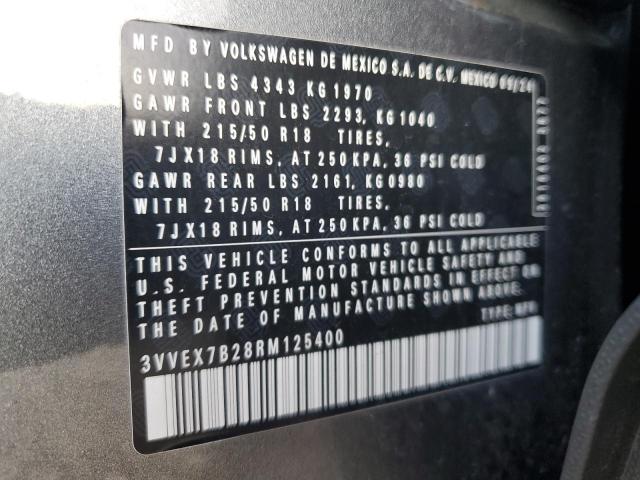 MFD BY VOLKSWAGEN DE MEXICO S.A. DE C.V. MEXICO
GVWR LBS 4343 KG 1970
GAWR FRONT LBS 2293, KG 1040
WITH 215/50 R18 TIRES,
7JX18 RIMS, AT 250 KPA, 36 PSI COLD
GAWR REAR LBS 2161, KG 0980
WITH 215/50 R18 TIRES,
7JX18 RIMS, AT 250 KPA, 36 PSI COLD
THIS VEHICLE CONFORMS TO ALL APPLICABLE
U.S. FEDERAL MOTOR VEHICLE SAFETY AND
THEFT PREVENTION STANDARDS IN EFFECT ON
THE DATE OF MANUFACTURE SHOWN ABOVE.
TYPE: MPV
3VVEX7B28RM125400